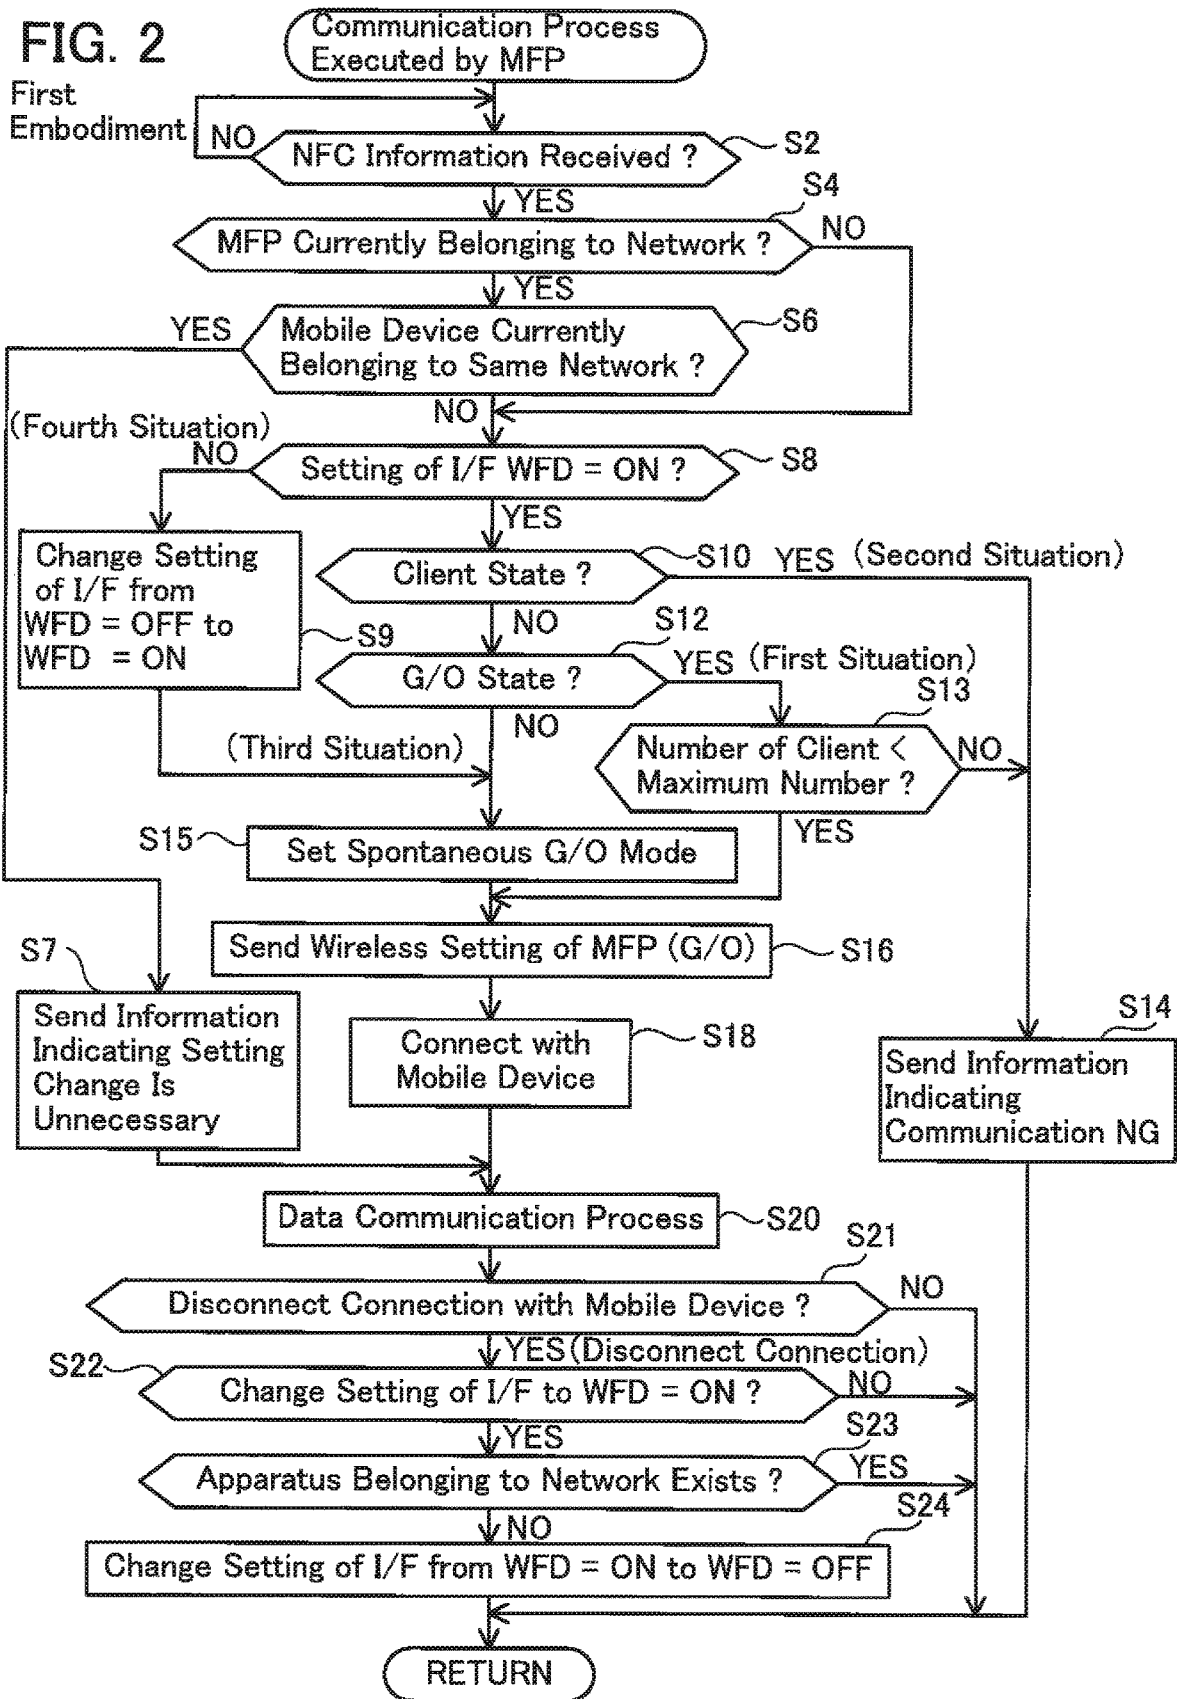 FIG. 2
First
Embodiment
Communication Process
Executed by MFP
NO
NFC Information Received ?
S2
YES
S4
MFP Currently Belonging to Network ?
NO
YES
YES
Mobile Device Currently
Belonging to Same Network ?
S6
NO
(Fourth Situation)
NO
Setting of I/F WFD = ON ?
S8
YES
Change Setting
of I/F from
WFD = OFF to
WFD = ON
S9
Client State ?
S10
YES (Second Situation)
NO
S12
G/O State ?
YES (First Situation)
NO
S13
Number of Client <
Maximum Number ?
NO
YES
(Third Situation)
S15
Set Spontaneous G/O Mode
Send Wireless Setting of MFP (G/O)
S16
S7
Send Information
Indicating Setting
Change Is
Unnecessary
Connect with
Mobile Device
S18
S14
Send Information
Indicating
Communication NG
Data Communication Process
S20
S21
Disconnect Connection with Mobile Device ?
NO
YES(Disconnect Connection)
S22
Change Setting of I/F to WFD = ON ?
NO
YES
S23
Apparatus Belonging to Network Exists ?
YES
NO
S24
Change Setting of I/F from WFD = ON to WFD = OFF
RETURN